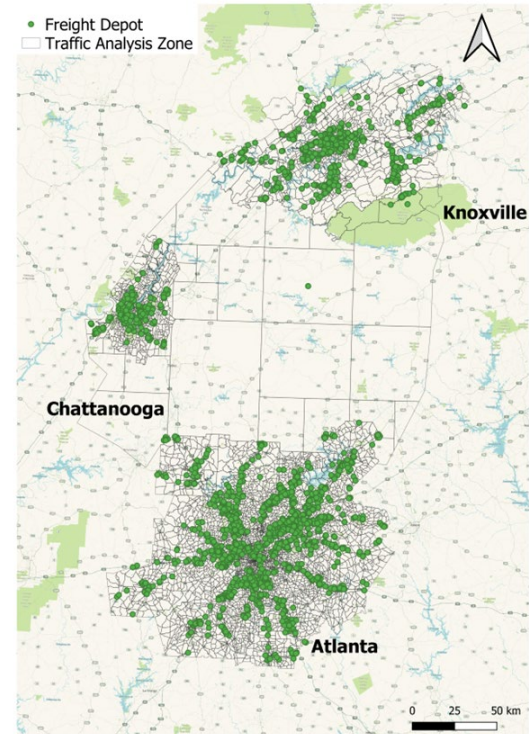 Freight Depot
Traffic Analysis Zone
Knoxville
Chattanooga
Atlanta
0 25 50 km